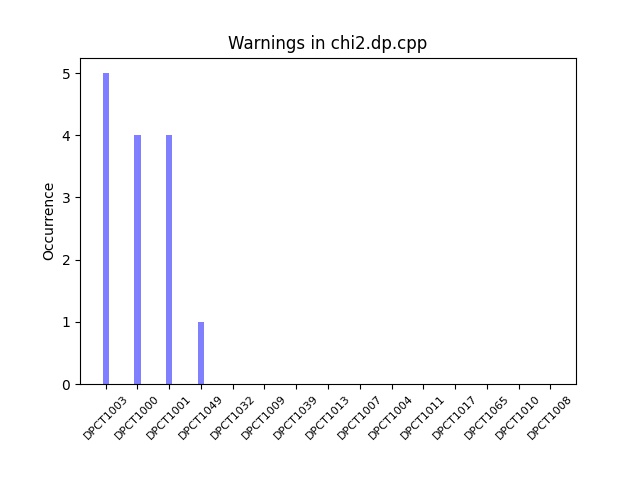 Warnings in chi2.dp.cpp
Occurrence
5
4
3
2
1
0
DPCT1003
DPCT1000
DPCT1001
DPCT1049
DPCT1032
DPCT1009
DPCT1039
DPCT1013
DPCT1007
DPCT1004
DPCT1011
DPCT1017
DPCT1065
DPCT1010
DPCT1008